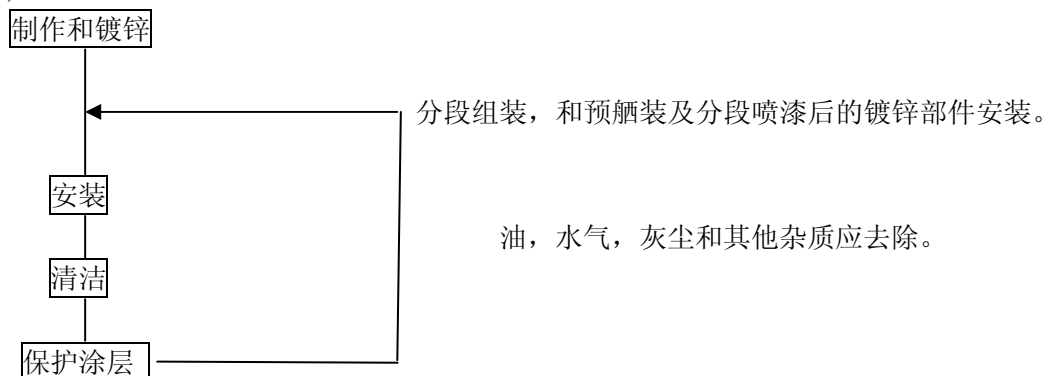 制作和镀锌
分段组装，和预舾装及分段喷漆后的镀锌部件安装。
安装
油，水气，灰尘和其他杂质应去除。
清洁
保护涂层